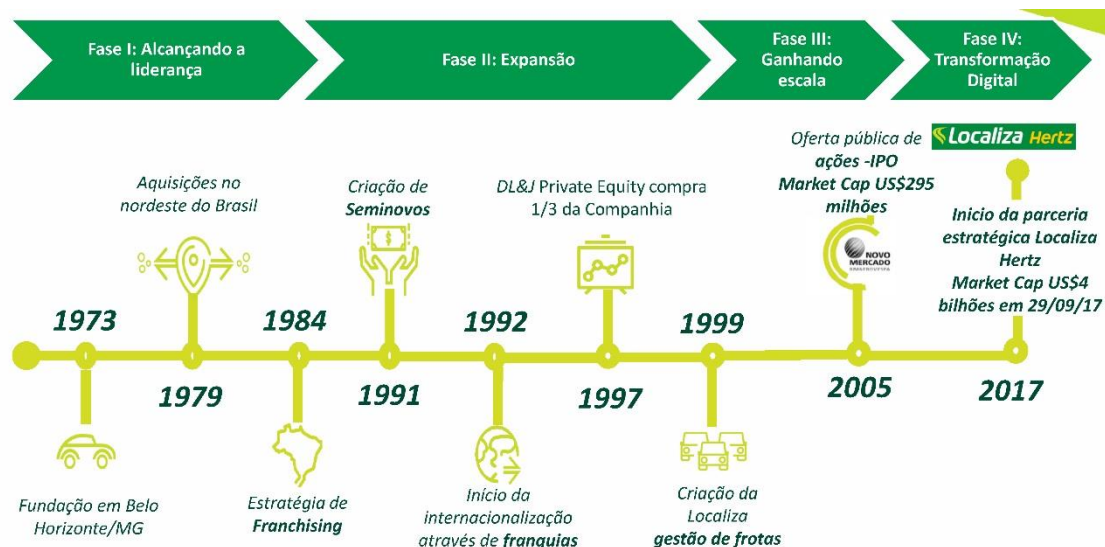 Fase I: Alcançando a
liderança
Fase II: Expansão
Fase III:
Ganhando
escala
Fase IV:
Transformação
Digital
Aquisições no
nordeste do Brasil
Criação de
Seminovos
DL&J Private Equity compra
1/3 da Companhia
Oferta pública de
ações -IPO
Market Cap US$295
milhões
NOVO
MERCADO
Localiza Hertz
Inicio da parceria
estratégica Localiza
Hertz
Market Cap US$4
bilhões em 29/09/17
1973
1979
1984
1991
1992
1997
1999
2005
2017
Fundação em Belo
Horizonte/MG
Estratégia de
Franchising
Início da
internacionalização
através de franquias
Criação da
Localiza
gestão de frotas